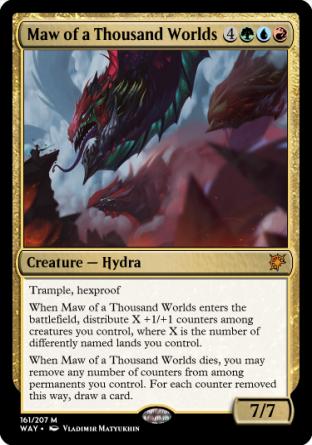 Maw of a Thousand Worlds 4
Creature — Hydra
Trample, hexproof
When Maw of a Thousand Worlds enters the
battlefield, distribute X +1/+1 counters among
creatures you control, where X is the number of
differently named lands you control.
When Maw of a Thousand Worlds dies, you may
remove any number of counters from among
permanents you control. For each counter removed
this way, draw a card.
7/7
161/207 M
WAY • Vladimir Matyukhin